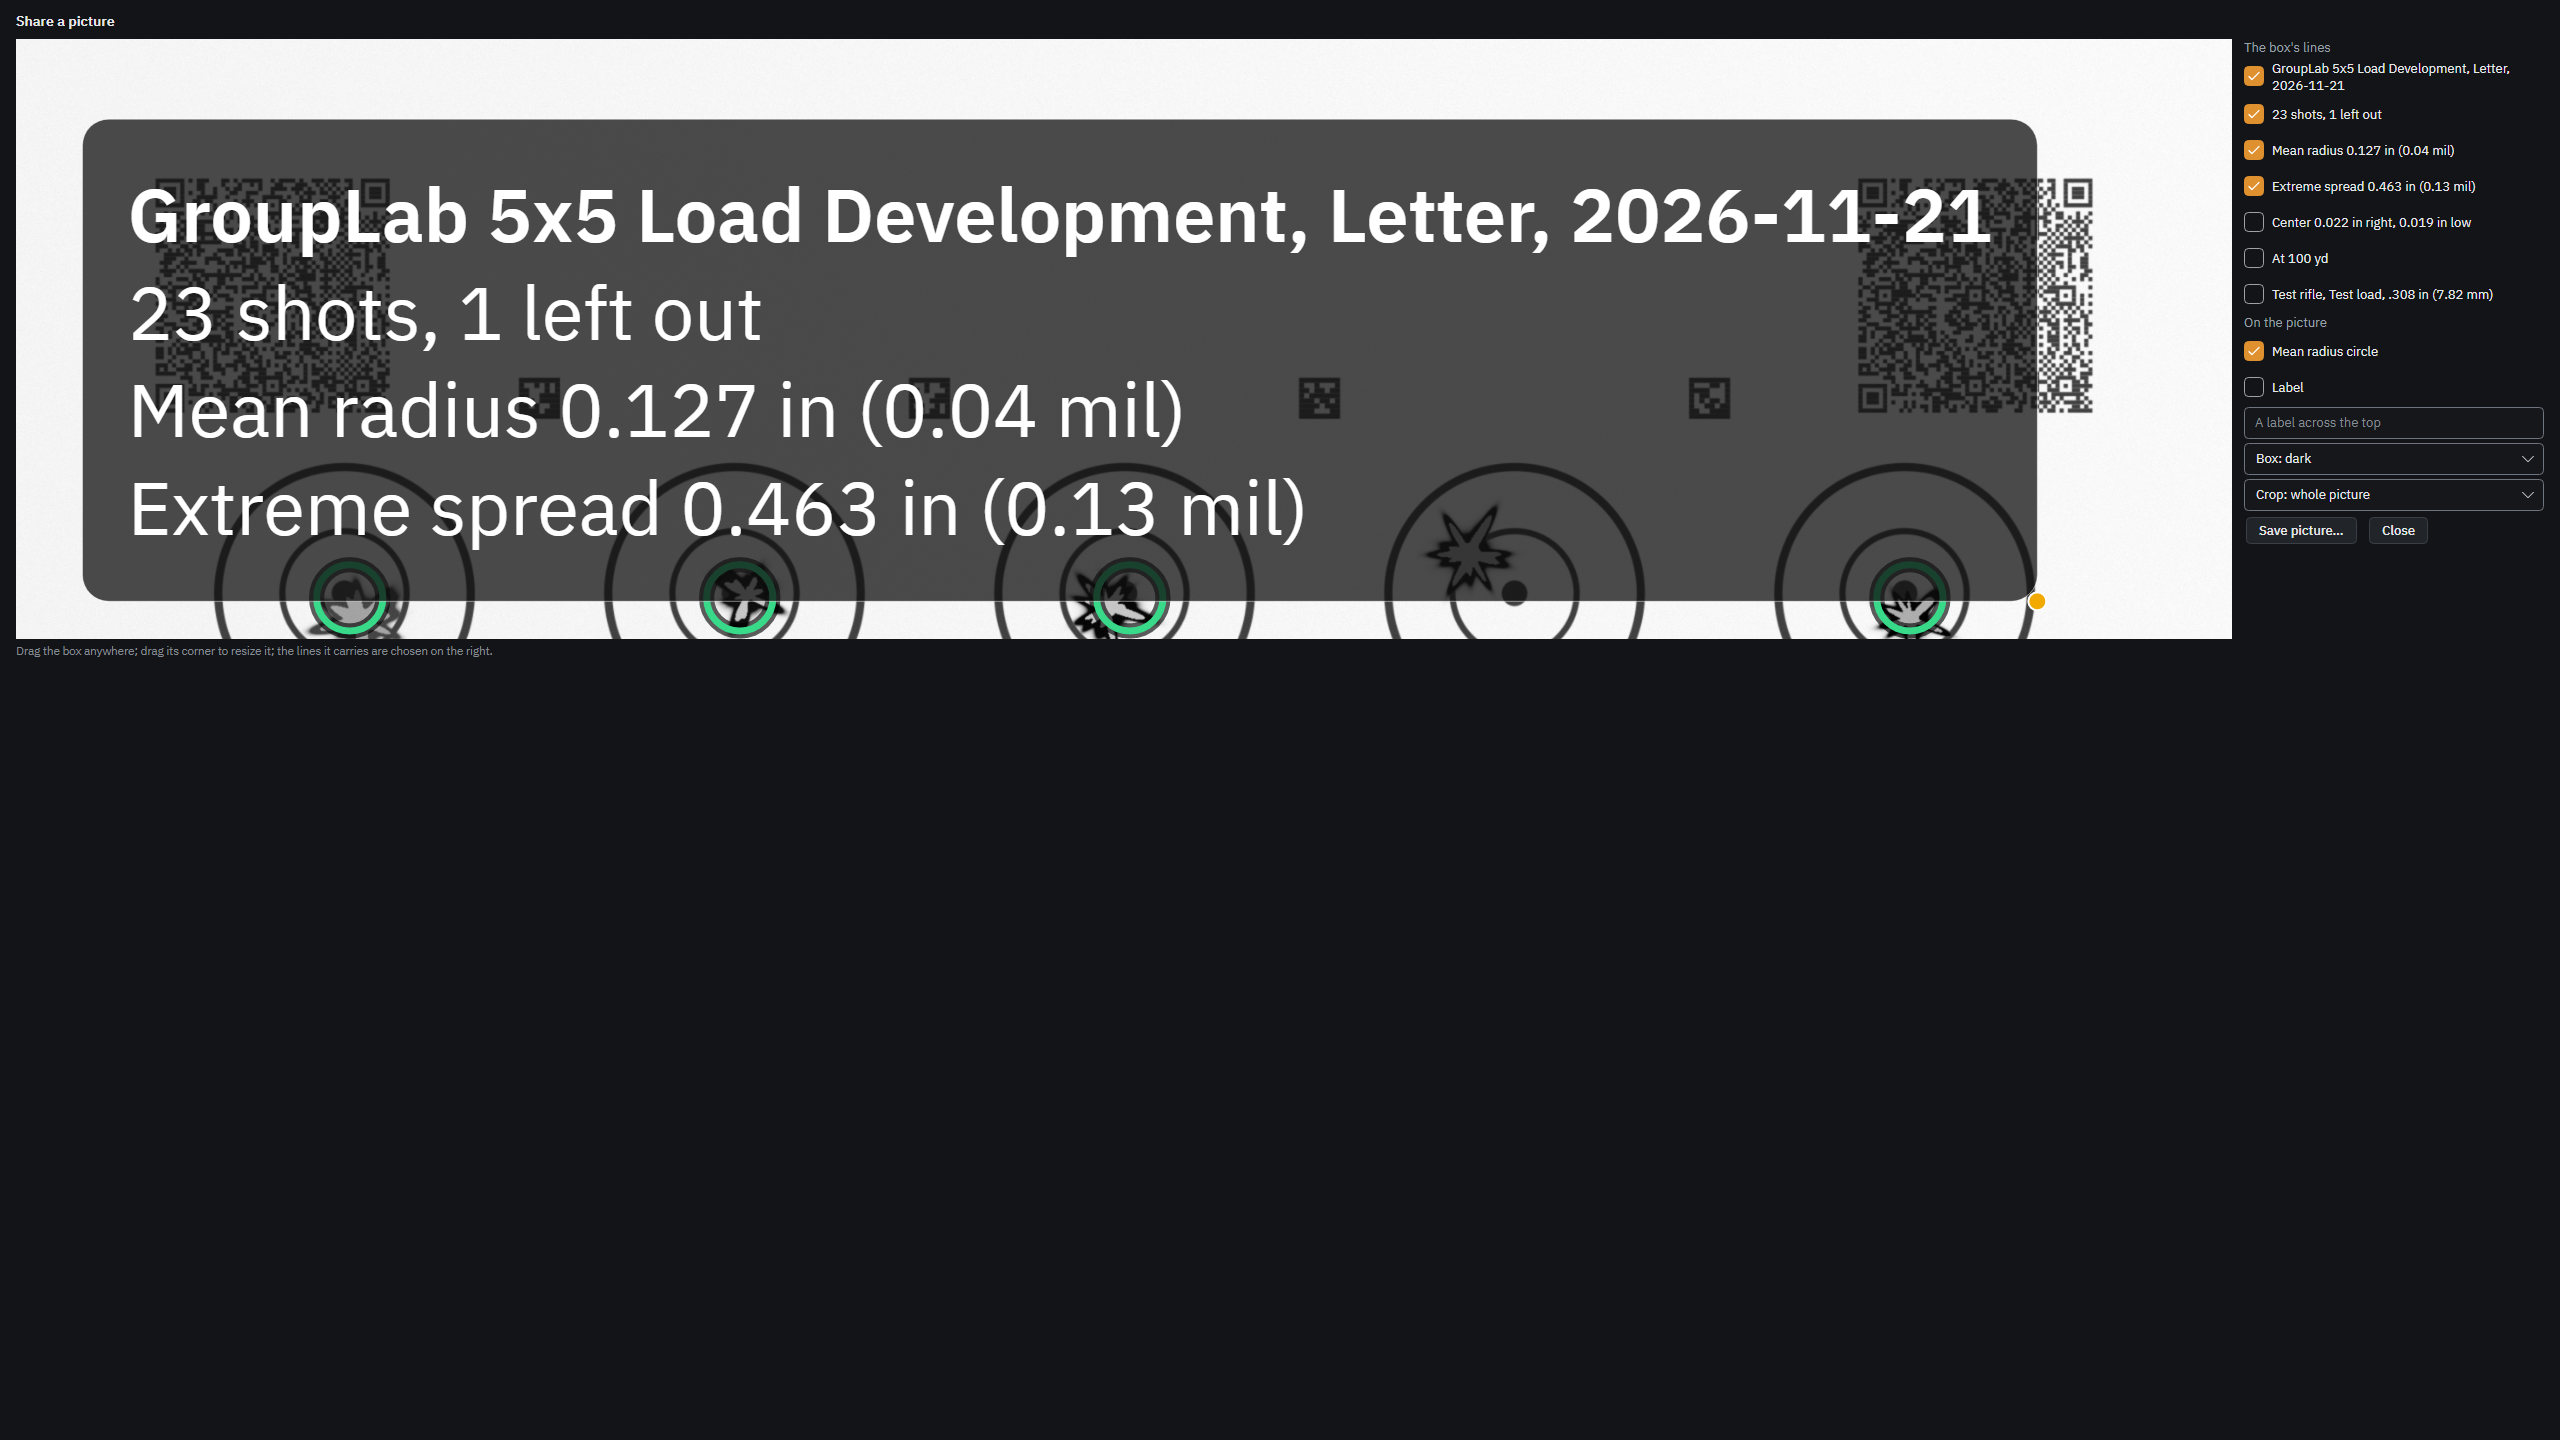 Share a picture
GroupLab 5x5 Load Development, Letter, 2026-11-21
23 shots, 1 left out
Mean radius 0.127 in (0.04 mil)
Extreme spread 0.463 in (0.13 mil)
Drag the box anywhere; drag its corner to resize it; the lines it carries are chosen on the right.
The box's lines
GroupLab 5x5 Load Development, Letter,
2026-11-21
23 shots, 1 left out
Mean radius 0.127 in (0.04 mil)
Extreme spread 0.463 in (0.13 mil)
Center 0.022 in right, 0.019 in low
At 100 yd
Test rifle, Test load, .308 in (7.82 mm)
On the picture
Mean radius circle
Label
A label across the top
Box: dark
Crop: whole picture
Save picture... Close